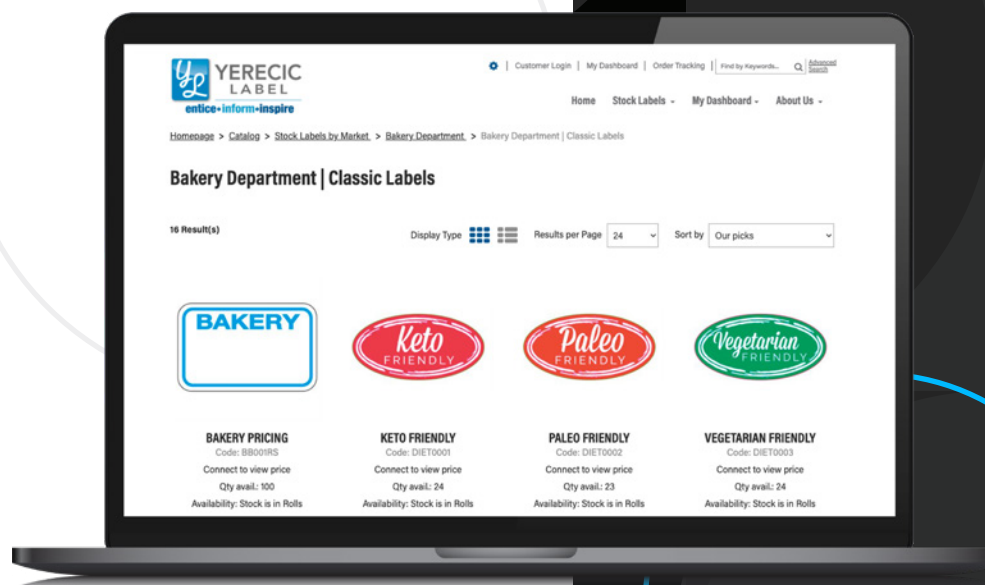 YR YERECIC
LABEL
entice•inform•inspire
| Customer Login | My Dashboard | Order Tracking | Find by Keywords... Advanced Search
Home Stock Labels My Dashboard About Us
Homepage > Catalog > Stock Labels by Market > Bakery Department > Bakery Department | Classic Labels
Bakery Department | Classic Labels
16 Result(s) Display Type Results per Page 24 Sort by Our picks
BAKERY Keto FRIENDLY Paleo FRIENDLY Vegetarian FRIENDLY
BAKERY PRICING KETO FRIENDLY PALEO FRIENDLY VEGETARIAN FRIENDLY
Code: BB001RS Code: DIET0001 Code: DIET0002 Code: DIET0003
Connect to view price Connect to view price Connect to view price Connect to view price
Qty avail.: 100 Qty avail.: 24 Qty avail.: 23 Qty avail.: 24
Availability: Stock is in Rolls Availability: Stock is in Rolls Availability: Stock is in Rolls Availability: Stock is in Rolls